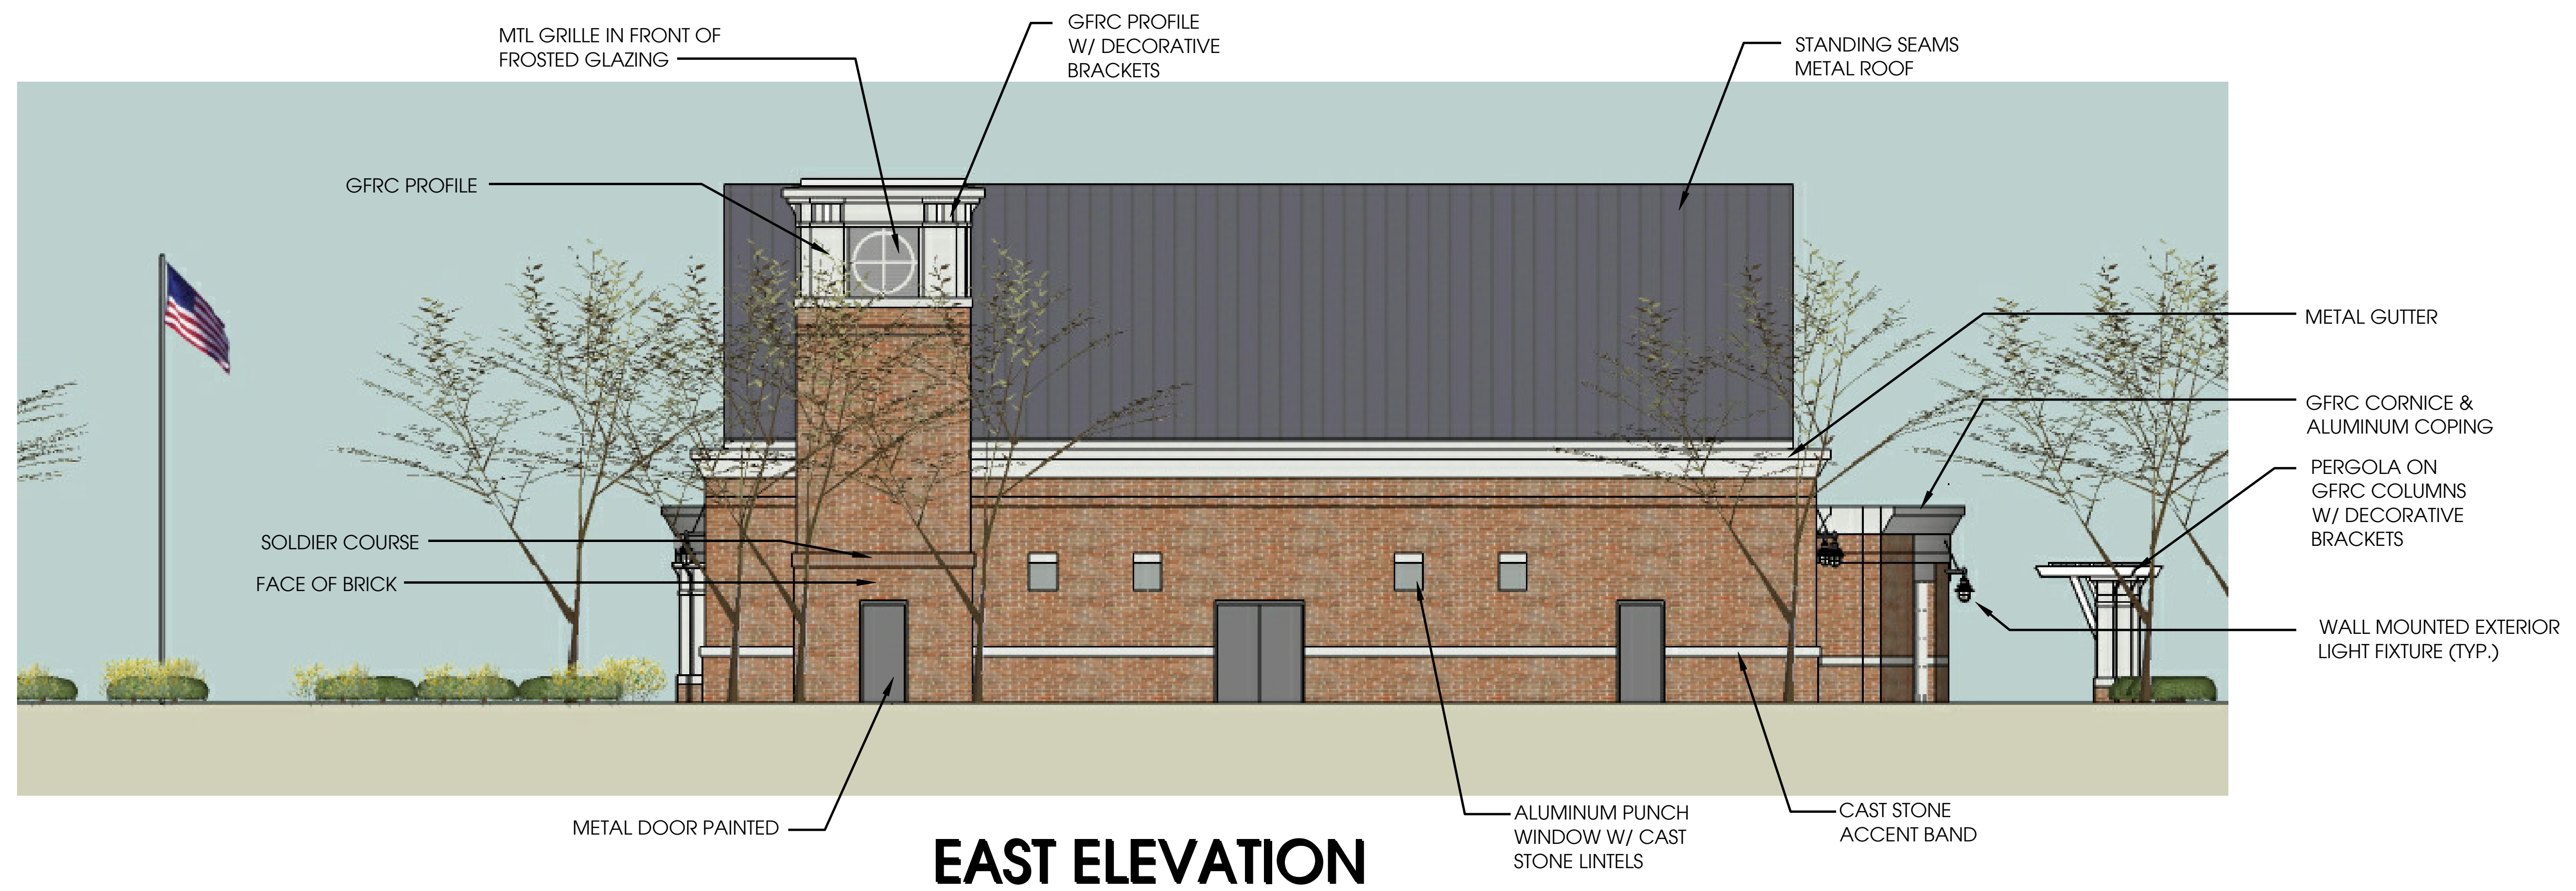 MTL GRILLE IN FRONT OF
FROSTED GLAZING
GFRC PROFILE
W/ DECORATIVE
BRACKETS
STANDING SEAMS
METAL ROOF
GFRC PROFILE
METAL GUTTER
GFRC CORNICE &
ALUMINUM COPING
PERGOLA ON
GFRC COLUMNS
W/ DECORATIVE
BRACKETS
SOLDIER COURSE
FACE OF BRICK
WALL MOUNTED EXTERIOR
LIGHT FIXTURE (TYP.)
METAL DOOR PAINTED
ALUMINUM PUNCH
WINDOW W/ CAST
STONE LINTELS
CAST STONE
ACCENT BAND
EAST ELEVATION